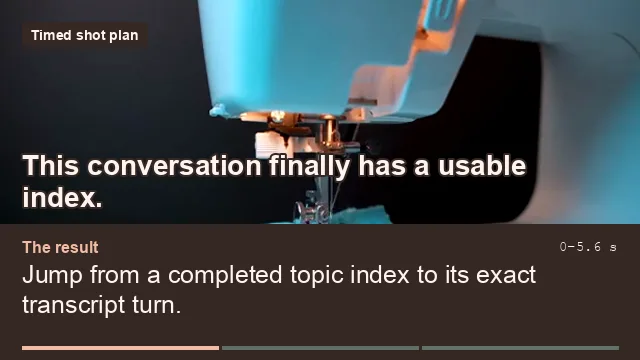 Timed shot plan
This conversation finally has a usable
index.
The result
0–5.6 s
Jump from a completed topic index to its exact
transcript turn.